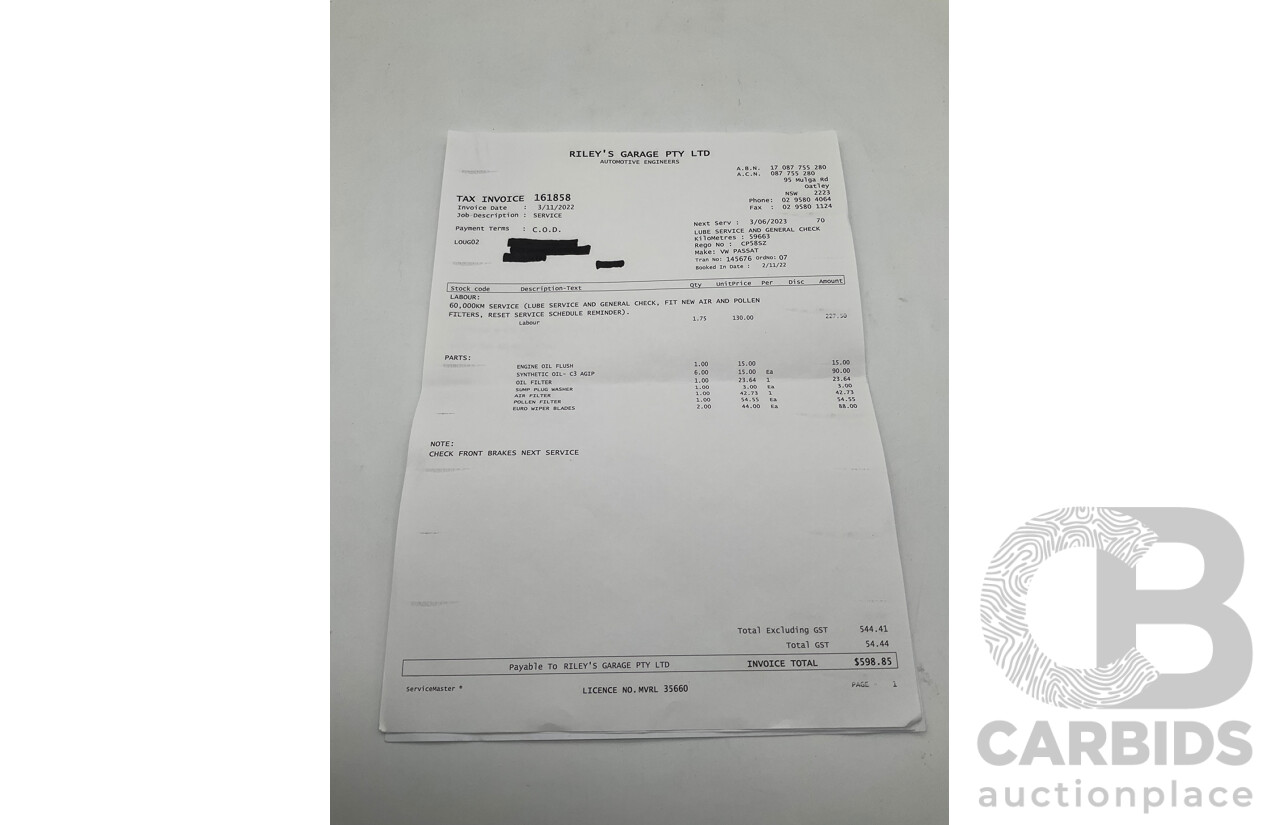 RILEY'S GARAGE PTY LTD
AUTOMOTIVE ENGINEERS
A.B.N. 17 087 755 280
A.C.N. 087 755 280
95 Mulga Rd
Oatley
NSW 2223
Phone: 02 9580 4064
Fax : 02 9580 1124
TAX INVOICE 161858
Invoice Date : 3/11/2022
Job-Description : SERVICE
Payment Terms : C.O.D.
LOUG02
Next Serv : 3/06/2023 70
LUBE SERVICE AND GENERAL CHECK
KiloMetres : 59663
Rego No : CP58SZ
Make: VW PASSAT
Tran No: 145676 OrdNo: 07
Booked In Date : 2/11/22
Stock code Description-Text Qty UnitPrice Per Disc Amount
LABOUR:
60,000KM SERVICE (LUBE SERVICE AND GENERAL CHECK, FIT NEW AIR AND POLLEN
FILTERS, RESET SERVICE SCHEDULE REMINDER).
Labour 1.75 130.00 227.50
PARTS:
ENGINE OIL FLUSH 1.00 15.00 15.00
SYNTHETIC OIL- C3 AGIP 6.00 15.00 Ea 90.00
OIL FILTER 1.00 23.64 1 23.64
SUMP PLUG WASHER 1.00 3.00 Ea 3.00
AIR FILTER 1.00 42.73 1 42.73
POLLEN FILTER 1.00 54.55 Ea 54.55
EURO WIPER BLADES 2.00 44.00 Ea 88.00
NOTE:
CHECK FRONT BRAKES NEXT SERVICE
Total Excluding GST 544.41
Total GST 54.44
Payable To RILEY'S GARAGE PTY LTD INVOICE TOTAL $598.85
ServiceMaster * LICENCE NO.MVRL 35660 PAGE - 1
CB
CARBIDS
auctionplace